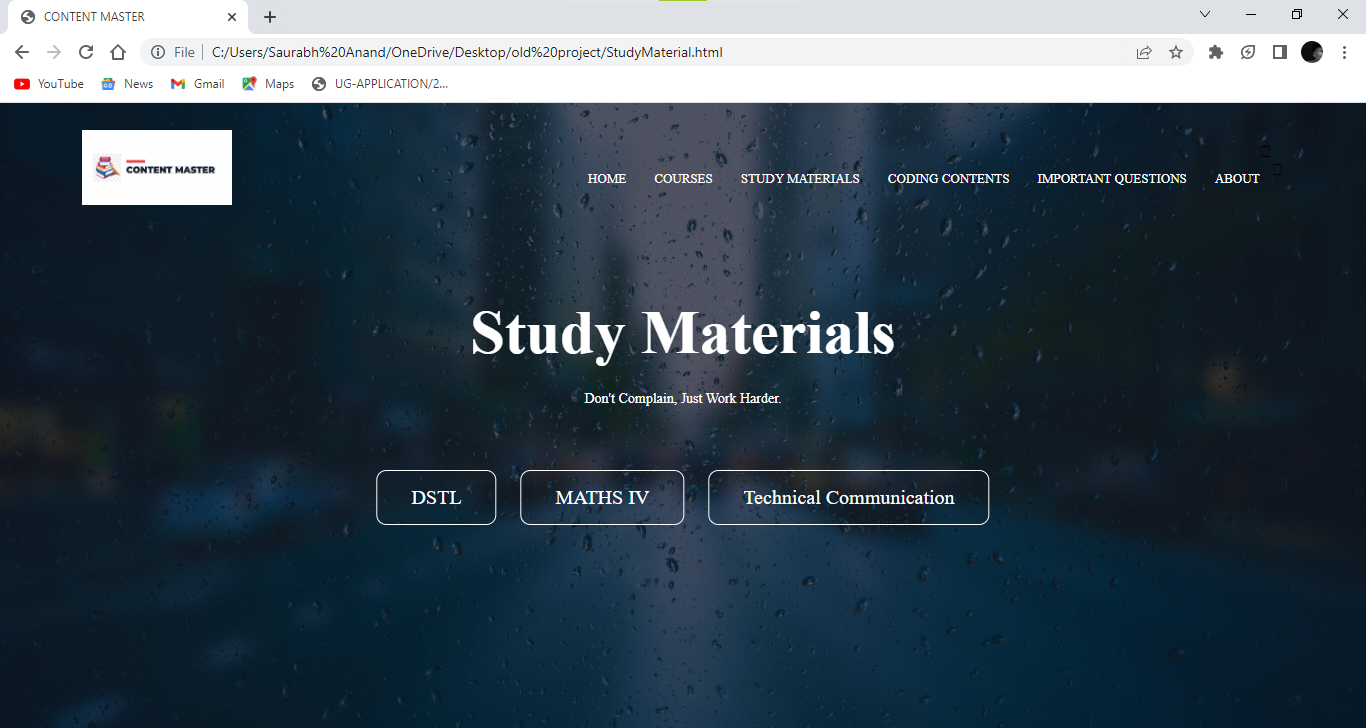 CONTENT MASTER
File
C:/Users/Saurabh%20Anand/OneDrive/Desktop/old%20project/StudyMaterial.html
YouTube News Gmail Maps UG-APPLICATION/2...
CONTENT MASTER
HOME COURSES STUDY MATERIALS CODING CONTENTS IMPORTANT QUESTIONS ABOUT
Study Materials
Don't Complain, Just Work Harder.
DSTL MATHS IV Technical Communication